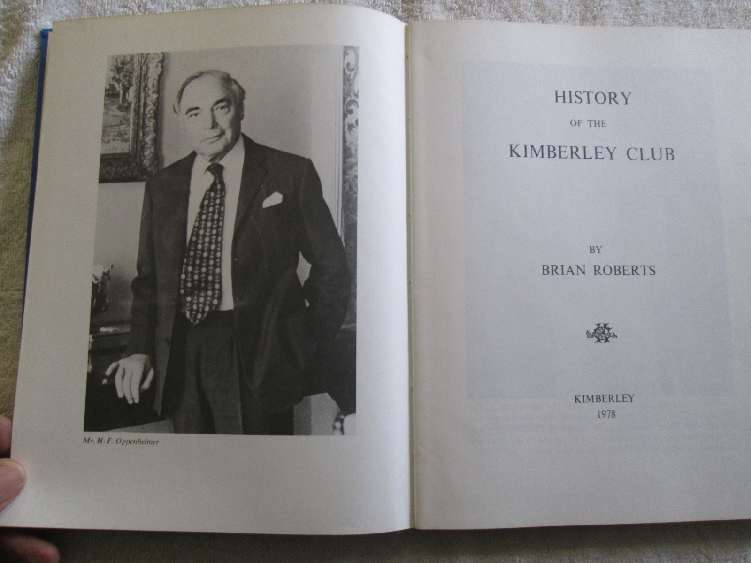 Mr. H. F. Oppenheimer
HISTORY
OF THE
KIMBERLEY CLUB
BY
BRIAN ROBERTS
KIMBERLEY
1978